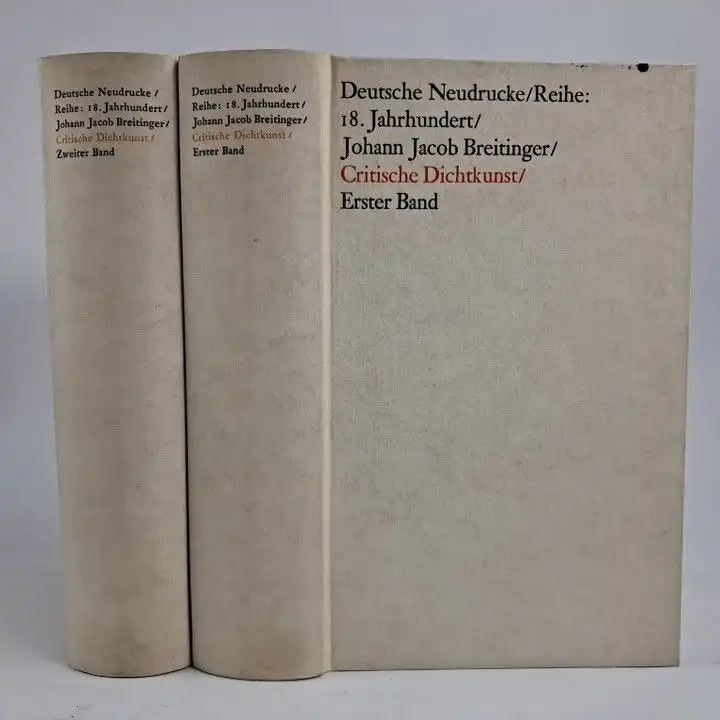 Deutsche Neudrucke/
Reihe: 18. Jahrhundert/
Johann Jacob Breitinger/
Critische Dichtkunst/
Zweiter Band
Deutsche Neudrucke/
Reihe: 18. Jahrhundert/
Johann Jacob Breitinger/
Critische Dichtkunst/
Erster Band
Deutsche Neudrucke/Reihe:
18. Jahrhundert/
Johann Jacob Breitinger/
Critische Dichtkunst/
Erster Band